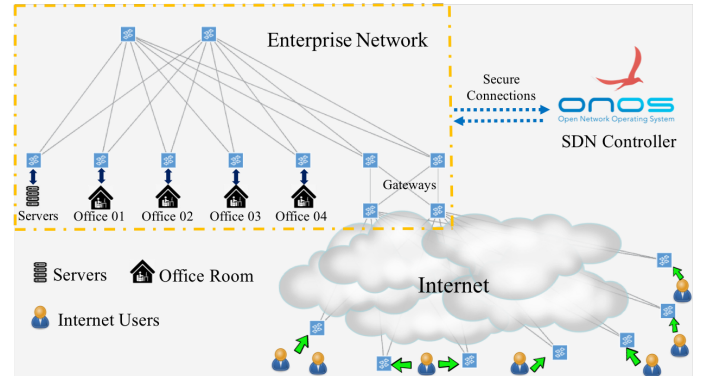 Enterprise Network
Secure
Connections
onos
Open Network Operating System
SDN Controller
Gateways
Servers
Office 01
Office 02
Office 03
Office 04
Servers
Office Room
Internet
Internet Users